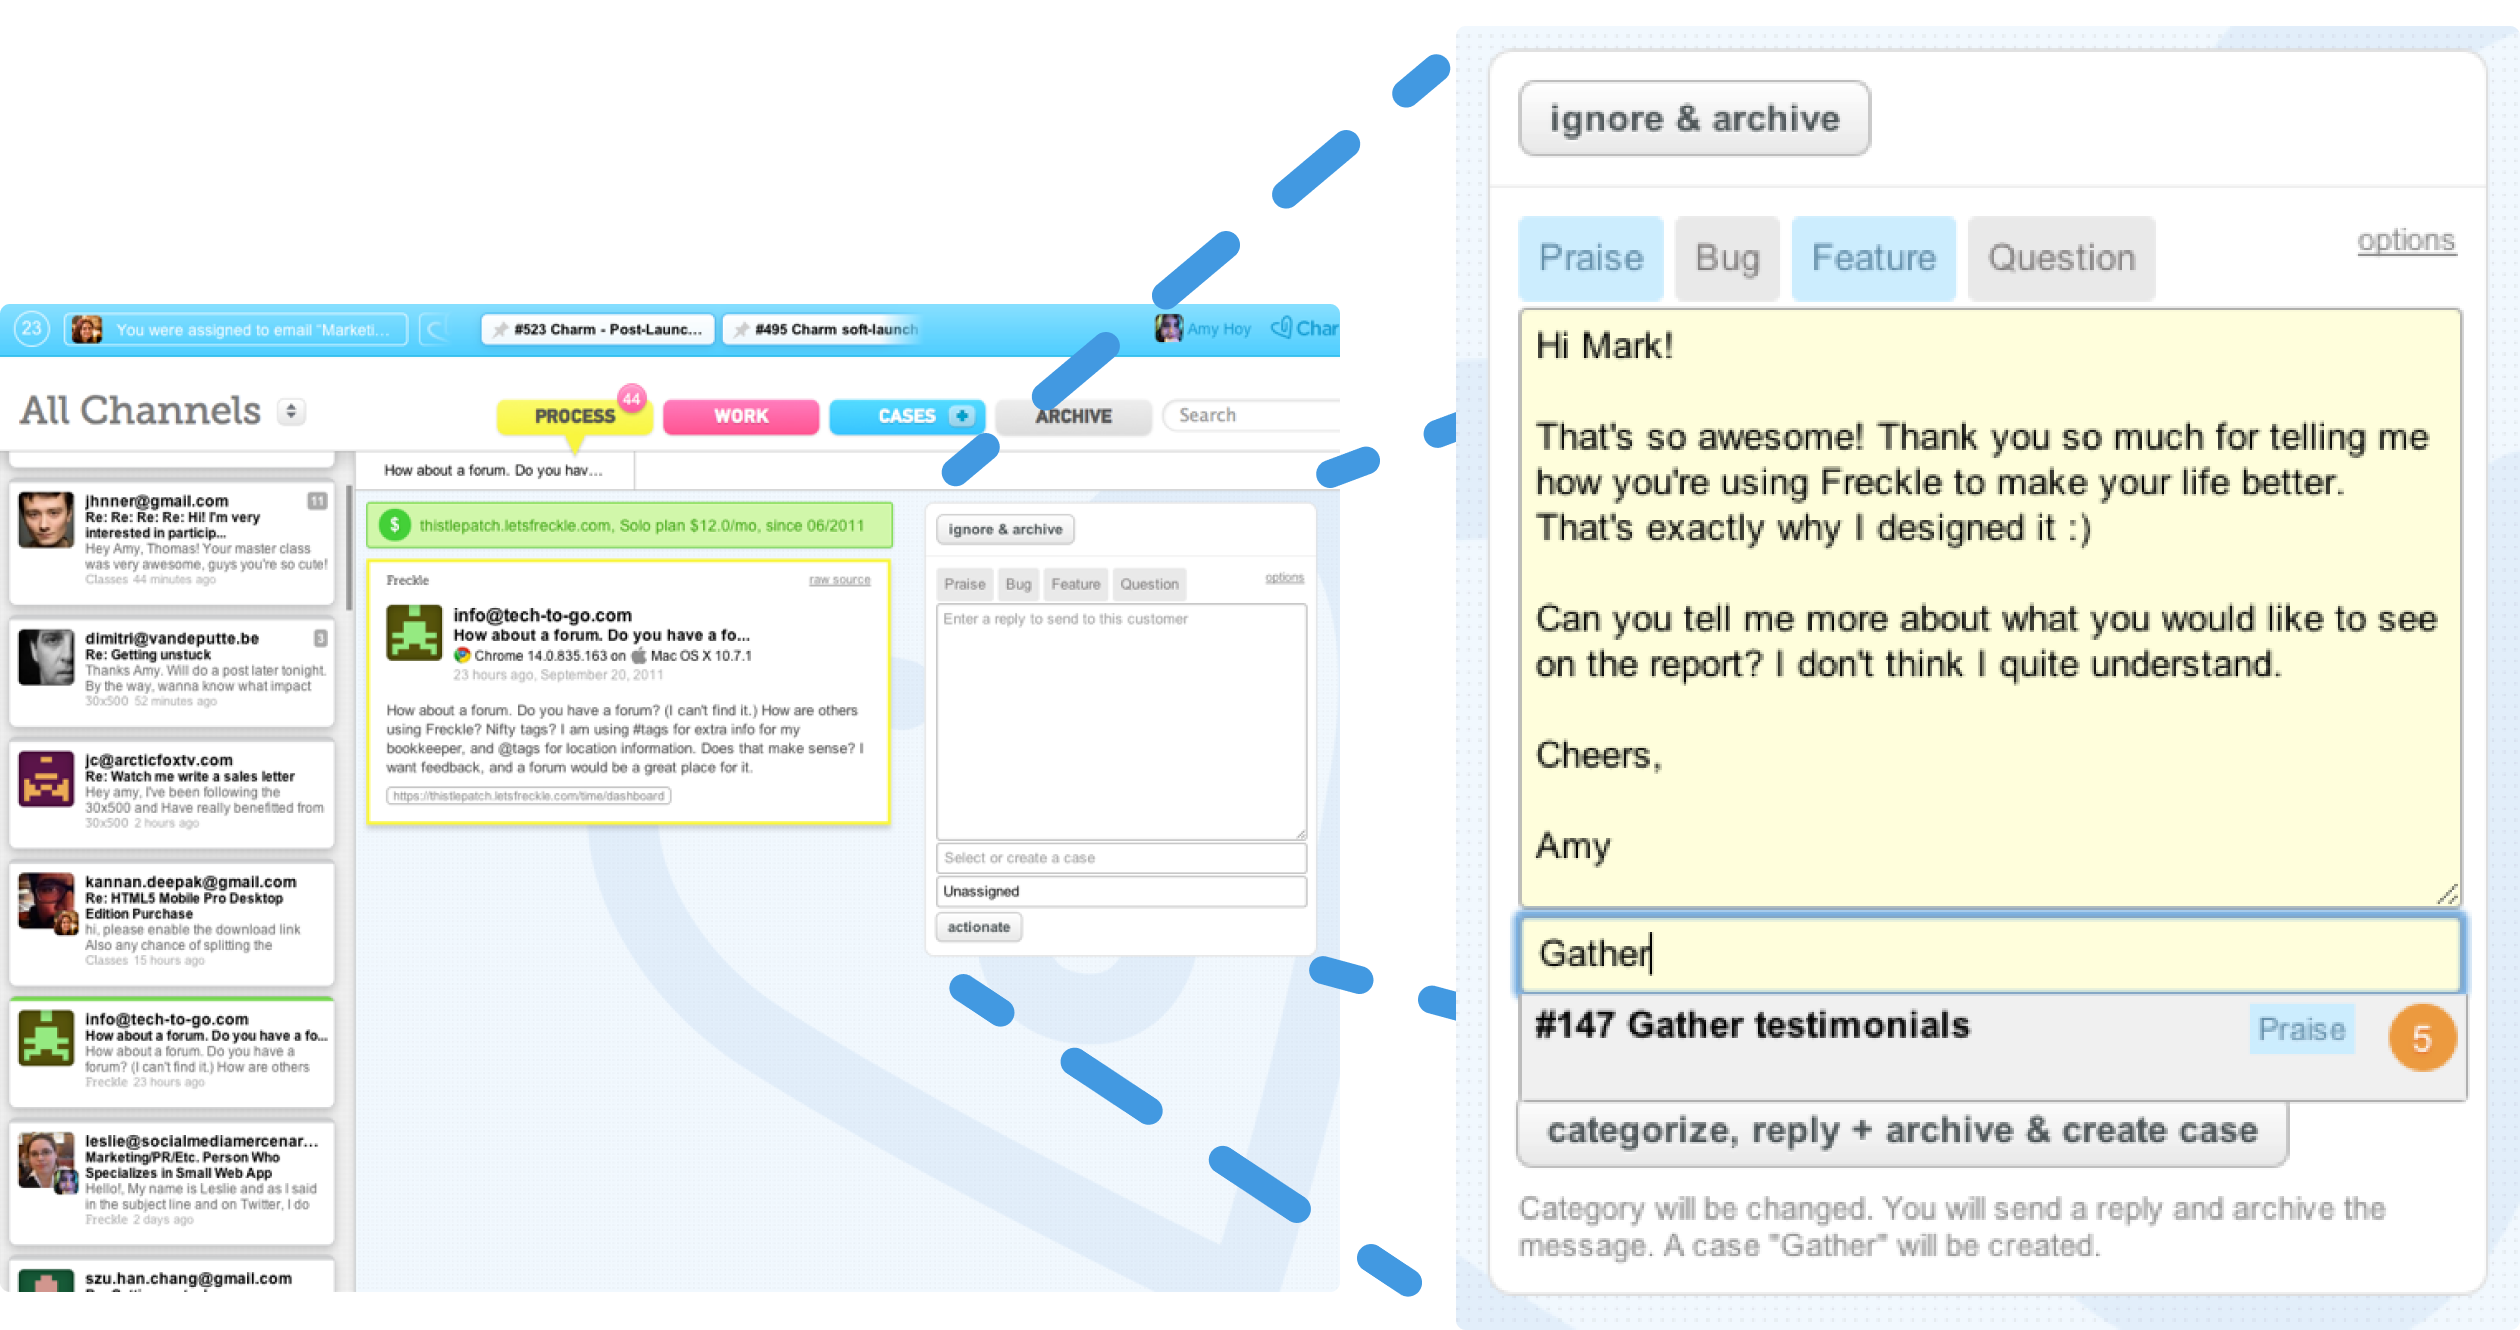 23
You were assigned to email "Marketi...
#523 Charm - Post-Launc...
#495 Charm soft-launch
Amy Hoy
Char
All Channels
PROCESS
44
WORK
CASES
ARCHIVE
Search
jhnner@gmail.com
11
Re: Re: Re: Re: Hi! I'm very
interested in particip...
Hey Amy, Thomas! Your master class
was very awesome, guys you're so cute!
Classes 44 minutes ago
dimitri@vandeputte.be
3
Re: Getting unstuck
Thanks Amy. Will do a post later tonight.
By the way, wanna know what impact
30x500 52 minutes ago
jc@arcticfoxtv.com
Re: Watch me write a sales letter
Hey amy, I've been following the
30x500 and Have really benefitted from
30x500 2 hours ago
kannan.deepak@gmail.com
Re: HTML5 Mobile Pro Desktop
Edition Purchase
hi, please enable the download link
Also any chance of splitting the
Classes 15 hours ago
info@tech-to-go.com
How about a forum. Do you have a fo...
How about a forum. Do you have a
forum? (I can't find it.) How are others
Freckle 23 hours ago
leslie@socialmediamercenar...
Marketing/PR/Etc. Person Who
Specializes in Small Web App
Hello!, My name is Leslie and as I said
in the subject line and on Twitter, I do
Freckle 2 days ago
szu.han.chang@gmail.com
How about a forum. Do you hav...
$ thistlepatch.letsfreckle.com, Solo plan $12.0/mo, since 06/2011
Freckle
raw source
info@tech-to-go.com
How about a forum. Do you have a fo...
Chrome 14.0.835.163 on Mac OS X 10.7.1
23 hours ago, September 20, 2011
How about a forum. Do you have a forum? (I can't find it.) How are others
using Freckle? Nifty tags? I am using #tags for extra info for my
bookkeeper, and @tags for location information. Does that make sense? I
want feedback, and a forum would be a great place for it.
https://thistlepatch.letsfreckle.com/time/dashboard
ignore & archive
Praise Bug Feature Question
options
Enter a reply to send to this customer
Select or create a case
Unassigned
actionate
ignore & archive
Praise Bug Feature Question
options
Hi Mark!
That's so awesome! Thank you so much for telling me
how you're using Freckle to make your life better.
That's exactly why I designed it :)
Can you tell me more about what you would like to see
on the report? I don't think I quite understand.
Cheers,
Amy
Gather
#147 Gather testimonials
Praise
5
categorize, reply + archive & create case
Category will be changed. You will send a reply and archive the
message. A case "Gather" will be created.